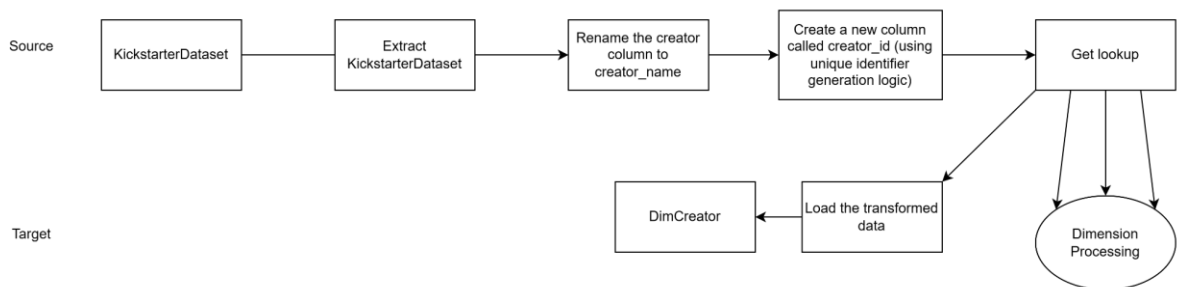 Source
KickstarterDataset
Extract
KickstarterDataset
Rename the creator
column to
creator_name
Create a new column
called creator_id (using
unique identifier
generation logic)
Get lookup
Target
DimCreator
Load the transformed
data
Dimension
Processing